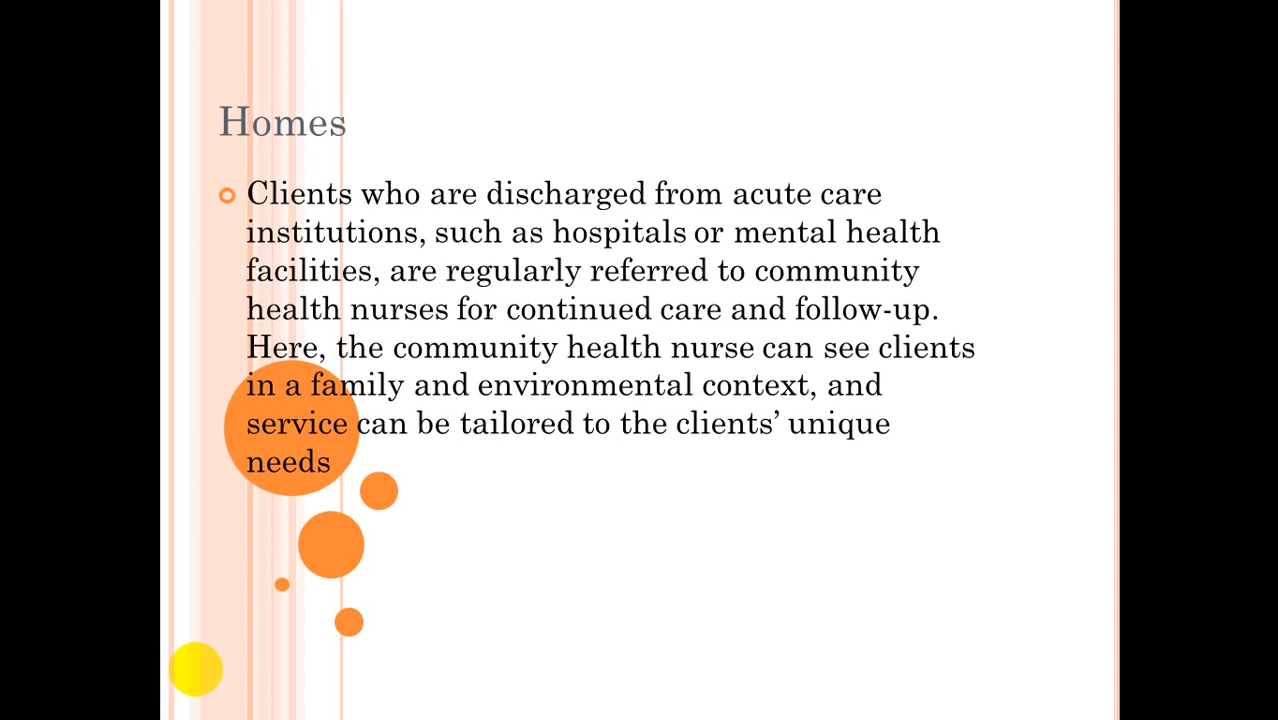 Homes
Clients who are discharged from acute care
institutions, such as hospitals or mental health
facilities, are regularly referred to community
health nurses for continued care and follow-up.
Here, the community health nurse can see clients
in a family and environmental context, and
service can be tailored to the clients’ unique
needs